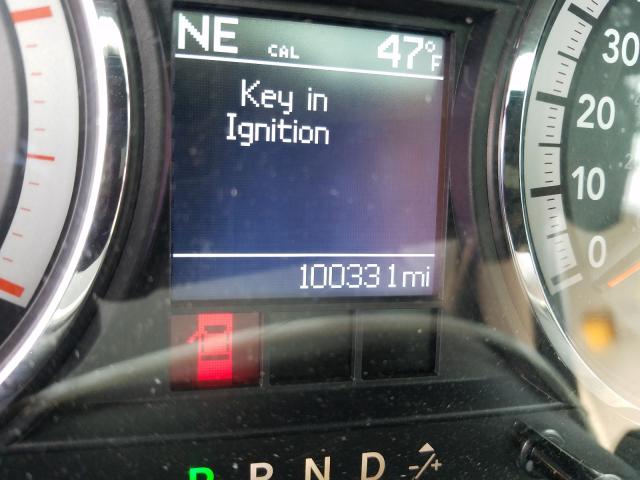 NE CAL 47°F
Key in
Ignition
100331mi
30
20
10
0
P R N D -/+